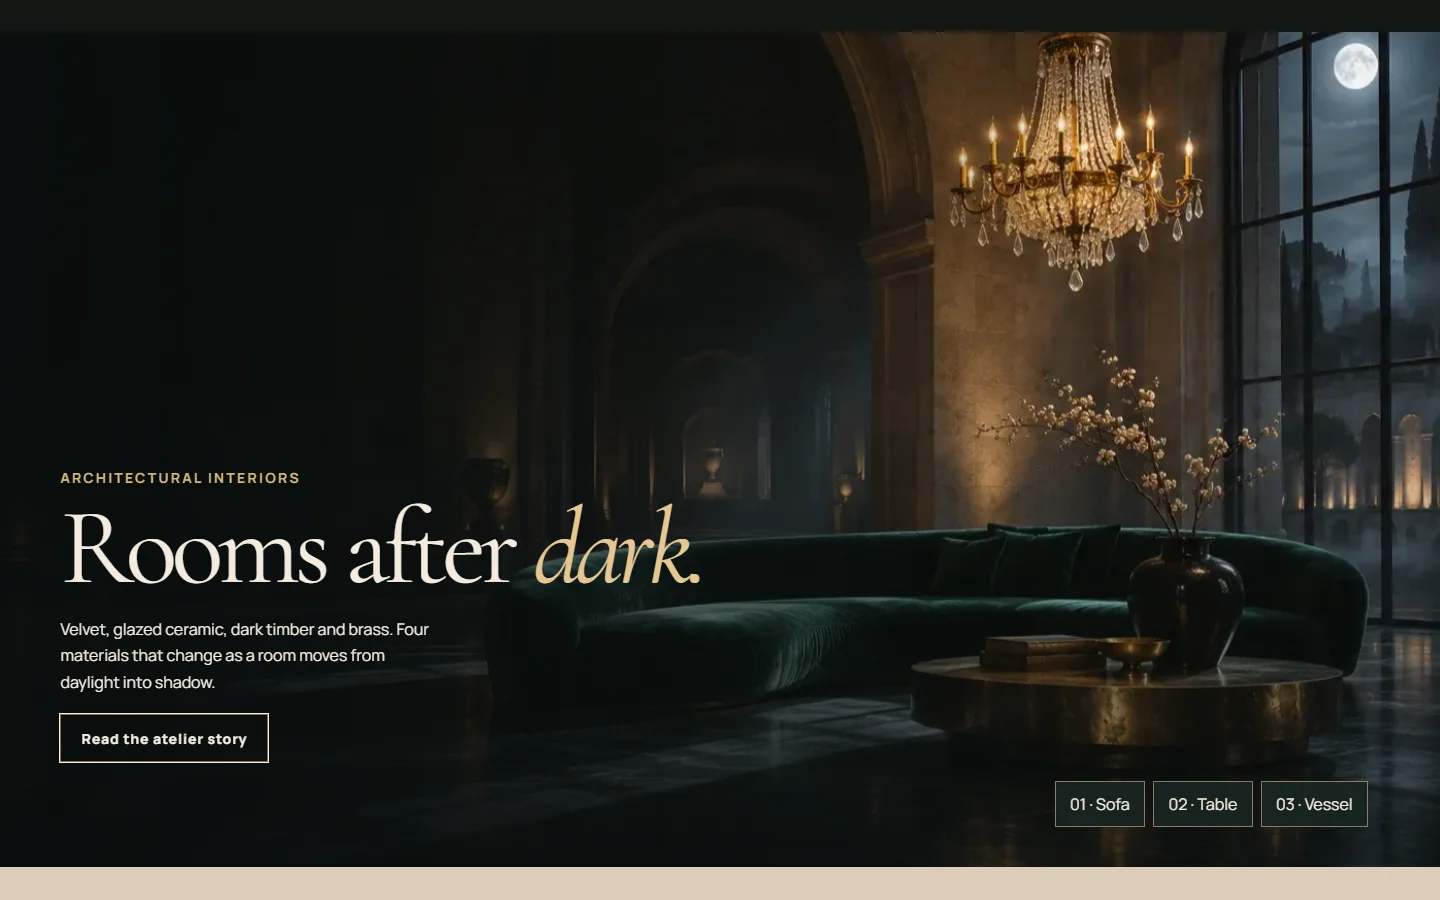 ARCHITECTURAL INTERIORS
Rooms after dark.
Velvet, glazed ceramic, dark timber and brass. Four
materials that change as a room moves from
daylight into shadow.
Read the atelier story
01 · Sofa
02 · Table
03 · Vessel